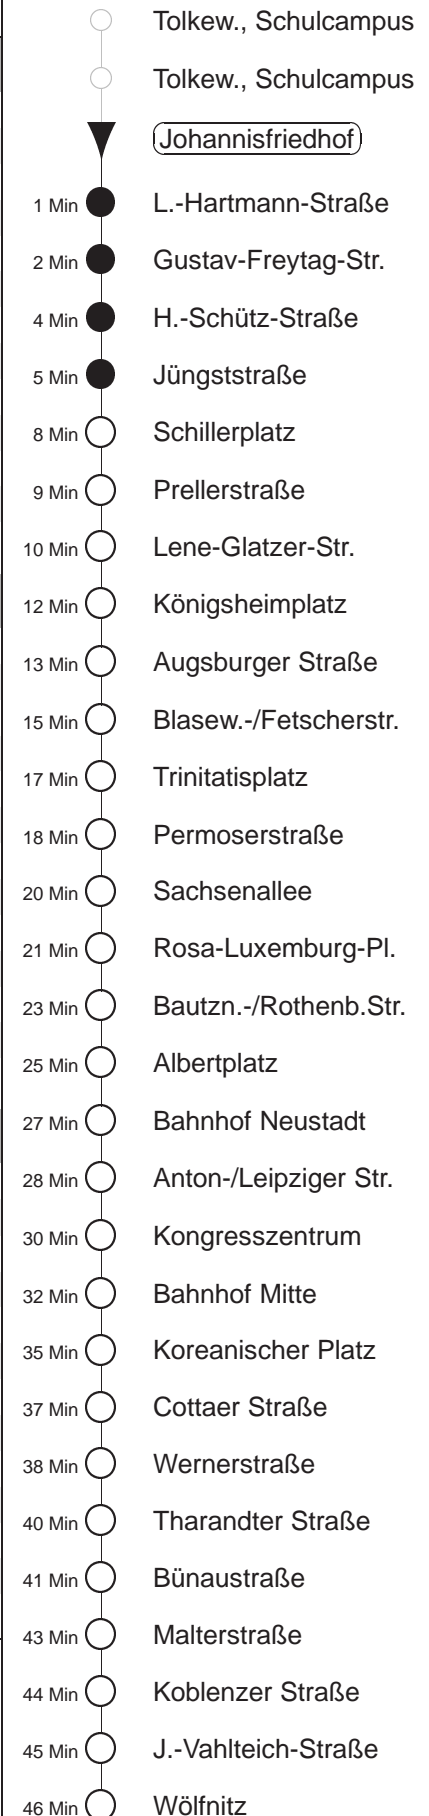 Tolkew., Schulcampus
Tolkew., Schulcampus
Johannisfriedhof
1 Min L.-Hartmann-Straße
2 Min Gustav-Freytag-Str.
4 Min H.-Schütz-Straße
5 Min Jüngststraße
8 Min Schillerplatz
9 Min Prellerstraße
10 Min Lene-Glatzer-Str.
12 Min Königsheimplatz
13 Min Augsburger Straße
15 Min Blasew.-/Fetscherstr.
17 Min Trinitatisplatz
18 Min Permoserstraße
20 Min Sachsenallee
21 Min Rosa-Luxemburg-Pl.
23 Min Bautzn.-/Rothenb.Str.
25 Min Albertplatz
27 Min Bahnhof Neustadt
28 Min Anton-/Leipziger Str.
30 Min Kongresszentrum
32 Min Bahnhof Mitte
35 Min Koreanischer Platz
37 Min Cottaer Straße
38 Min Wernerstraße
40 Min Tharandter Straße
41 Min Bünaustraße
43 Min Malterstraße
44 Min Koblenzer Straße
45 Min J.-Vahlteich-Straße
46 Min Wölfnitz